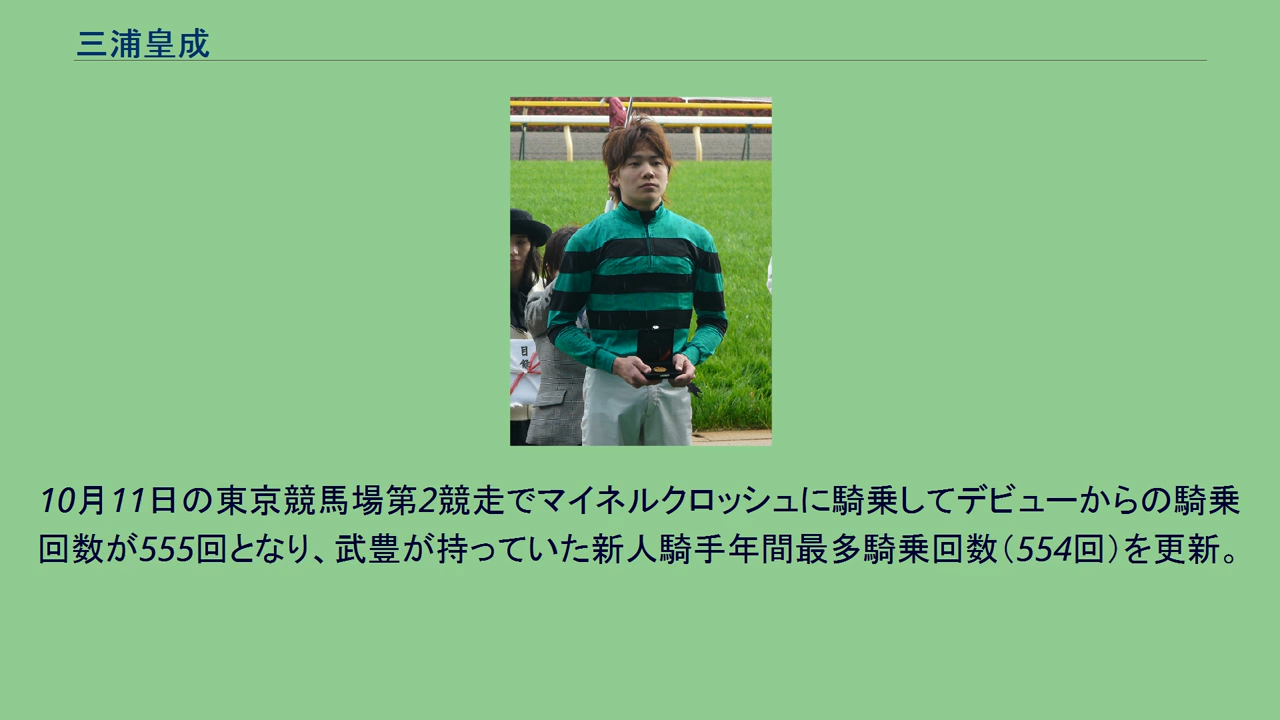 三浦皇成
目録
10月11日の東京競馬場第2競走でマイネルクロッシュに騎乗してデビューからの騎乗
回数が555回となり、武豊が持っていた新人騎手年間最多騎乗回数（554回）を更新。